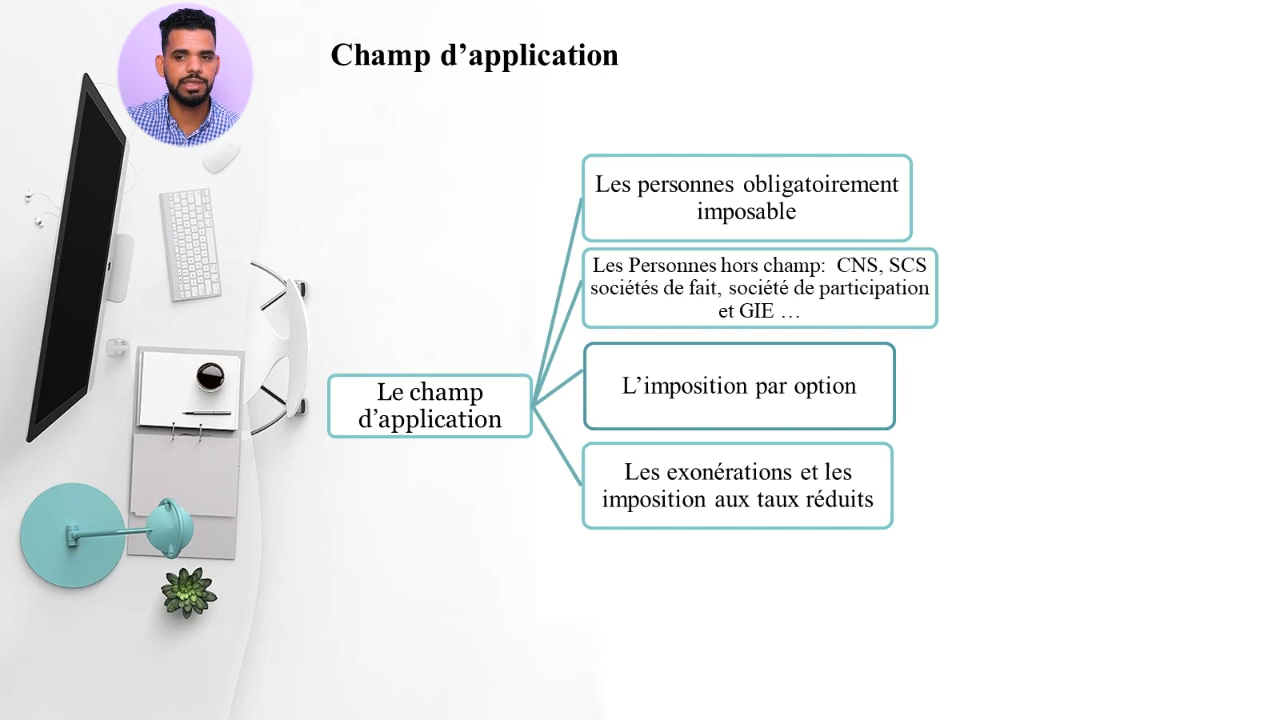 Champ d’application
Les personnes obligatoirement
imposable
Les Personnes hors champ: CNS, SCS
sociétés de fait, société de participation
et GIE …
Le champ
d’application
L’imposition par option
Les exonérations et les
imposition aux taux réduits